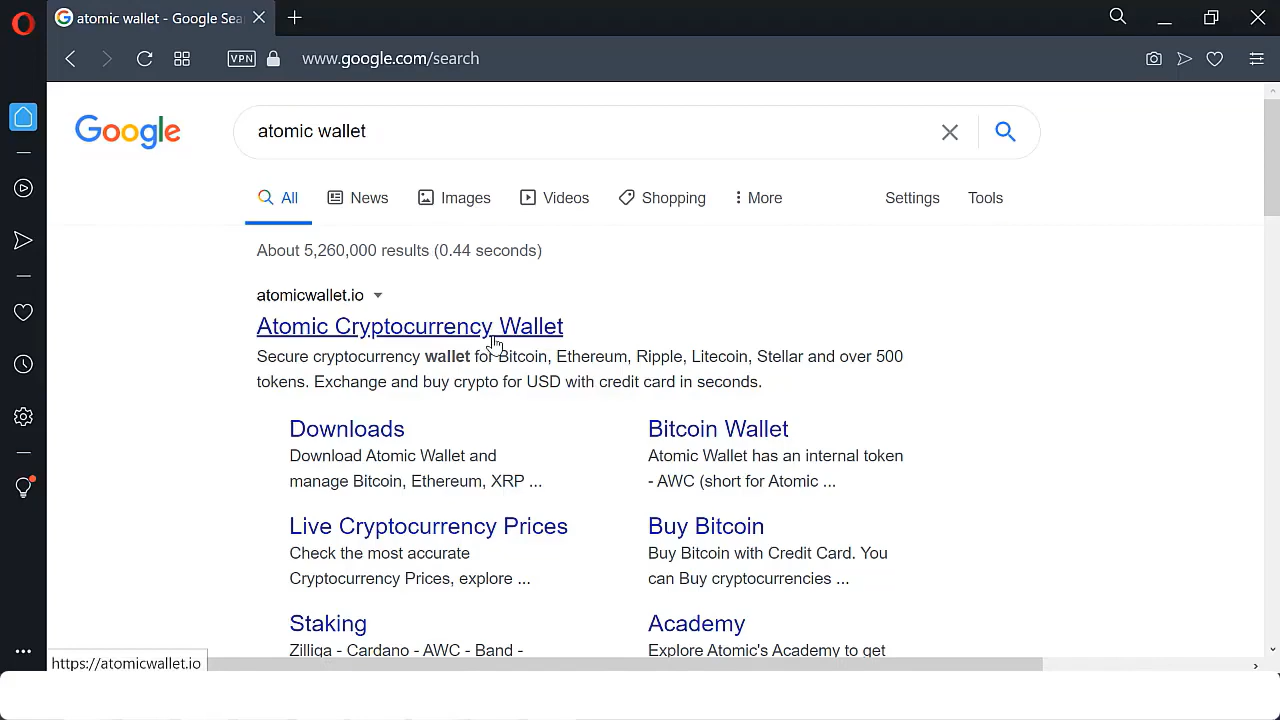 atomic wallet - Google Sea
VPN
www.google.com/search
Google
atomic wallet
All
News
Images
Videos
Shopping
More
Settings
Tools
About 5,260,000 results (0.44 seconds)
atomicwallet.io
Atomic Cryptocurrency Wallet
Secure cryptocurrency wallet for Bitcoin, Ethereum, Ripple, Litecoin, Stellar and over 500
tokens. Exchange and buy crypto for USD with credit card in seconds.
Downloads
Download Atomic Wallet and
manage Bitcoin, Ethereum, XRP ...
Bitcoin Wallet
Atomic Wallet has an internal token
- AWC (short for Atomic ...
Live Cryptocurrency Prices
Check the most accurate
Cryptocurrency Prices, explore ...
Buy Bitcoin
Buy Bitcoin with Credit Card. You
can Buy cryptocurrencies ...
Staking
Zilliqa - Cardano - AWC - Band -
Academy
Explore Atomic's Academy to get
https://atomicwallet.io